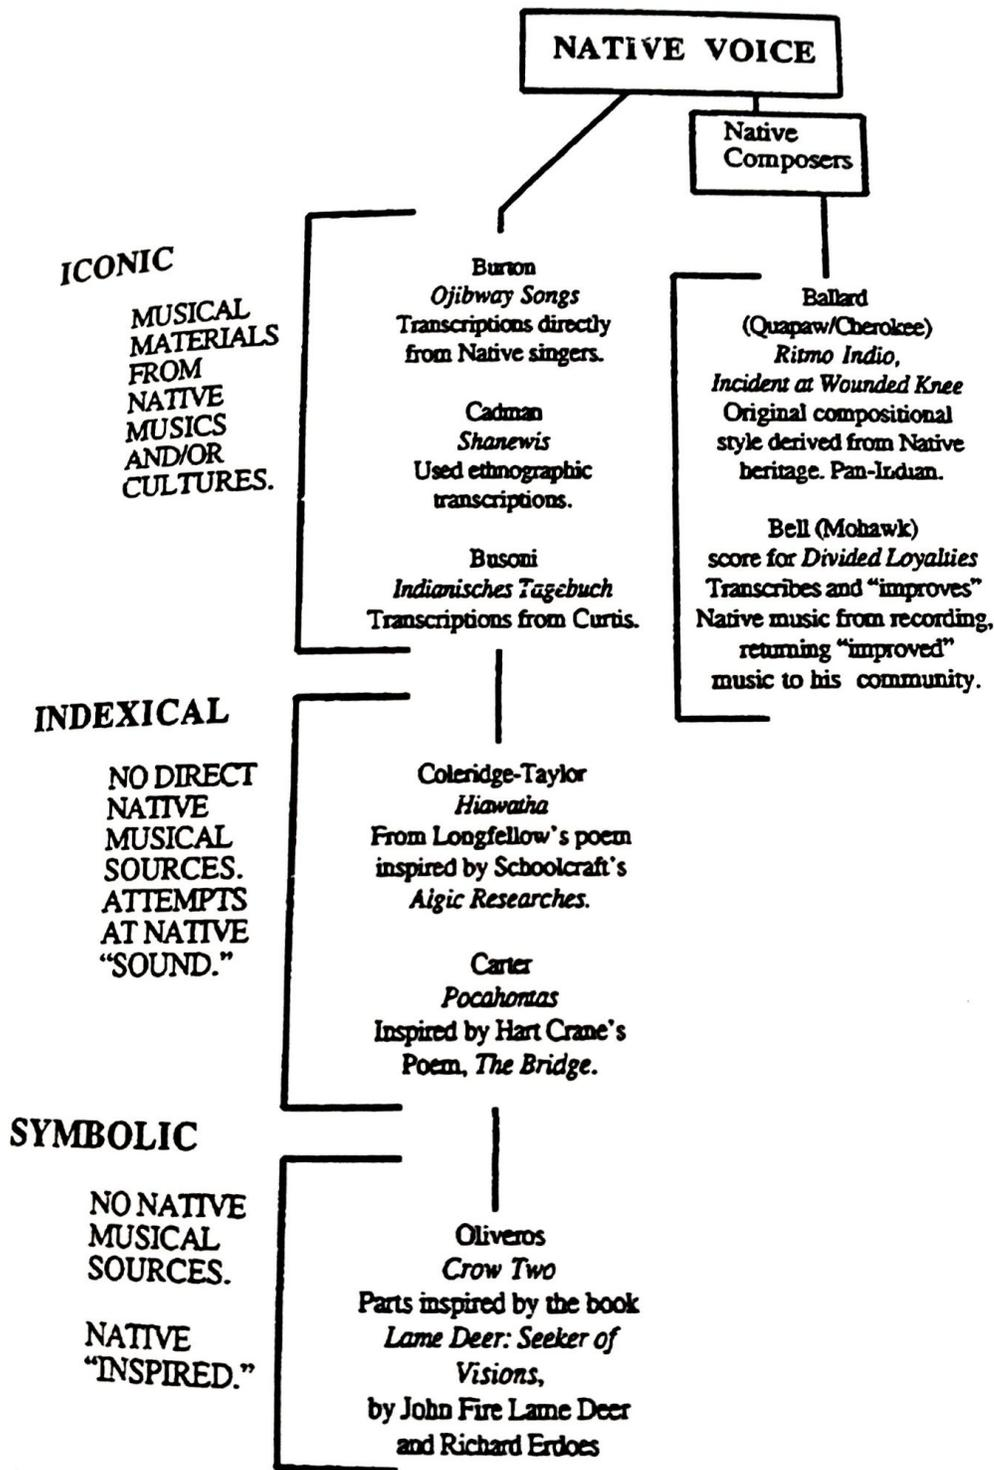 NATIVE VOICE
Native
Composers
ICONIC
MUSICAL
MATERIALS
FROM
NATIVE
MUSICS
AND/OR
CULTURES.
Burton
Ojibway Songs
Transcriptions directly
from Native singers.
Cadman
Shanewis
Used ethnographic
transcriptions.
Busoni
Indianisches Tagebuch
Transcriptions from Curtis.
Ballard
(Quapaw/Cherokee)
Ritmo Indio,
Incident at Wounded Knee
Original compositional
style derived from Native
heritage. Pan-Indian.
Bell (Mohawk)
score for Divided Loyalties
Transcribes and “improves”
Native music from recording,
returning “improved”
music to his community.
INDEXICAL
NO DIRECT
NATIVE
MUSICAL
SOURCES.
ATTEMPTS
AT NATIVE
“SOUND.”
Coleridge-Taylor
Hiawatha
From Longfellow’s poem
inspired by Schoolcraft’s
Algic Researches.
Carter
Pocahontas
Inspired by Hart Crane’s
Poem, The Bridge.
SYMBOLIC
NO NATIVE
MUSICAL
SOURCES.
NATIVE
“INSPIRED.”
Oliveros
Crow Two
Parts inspired by the book
Lame Deer: Seeker of
Visions,
by John Fire Lame Deer
and Richard Erdoes